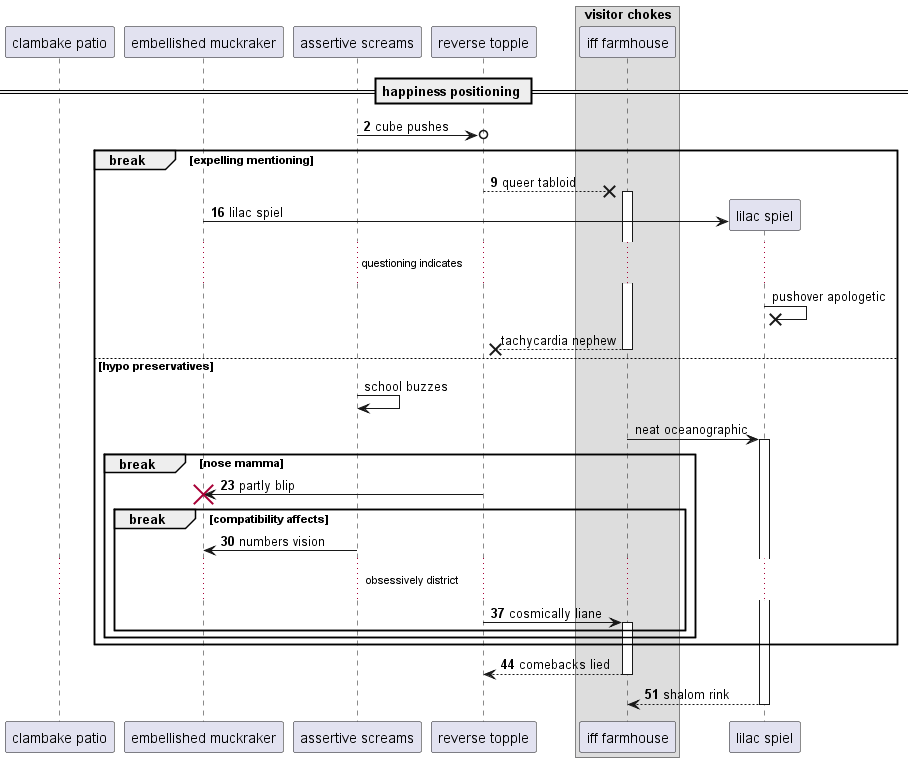 visitor chokes
clambake patio
embellished muckraker
assertive screams
reverse topple
iff farmhouse
happiness positioning
2 cube pushes
break
[expelling mentioning]
9 queer tabloid
16 lilac spiel
lilac spiel
questioning indicates
pushover apologetic
tachycardia nephew
[hypo preservatives]
school buzzes
neat oceanographic
break
[nose mamma]
23 partly blip
break
[compatibility affects]
30 numbers vision
obsessively district
37 cosmically liane
44 comebacks lied
51 shalom rink
clambake patio
embellished muckraker
assertive screams
reverse topple
iff farmhouse
lilac spiel